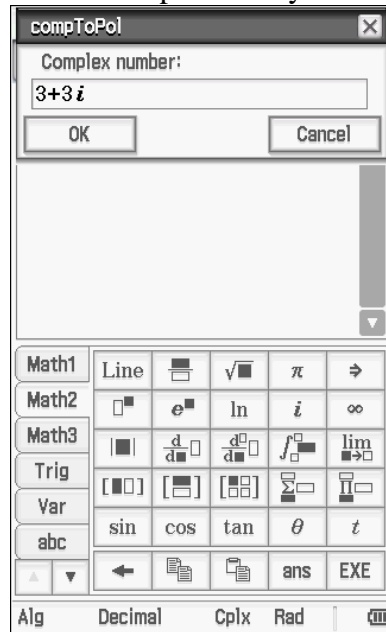 compToPol
Complex number:
3+3i
OK Cancel
Math1 Line √■ π ⇒
Math2 □^■ e^■ ln i ∞
Math3 |■| d/d■ □ d^□/d■^□ □ ∫ lim ■→□
Trig [■□] Σ□ Π□
Var sin cos tan θ t
abc
ans EXE
Alg Decimal Cplx Rad